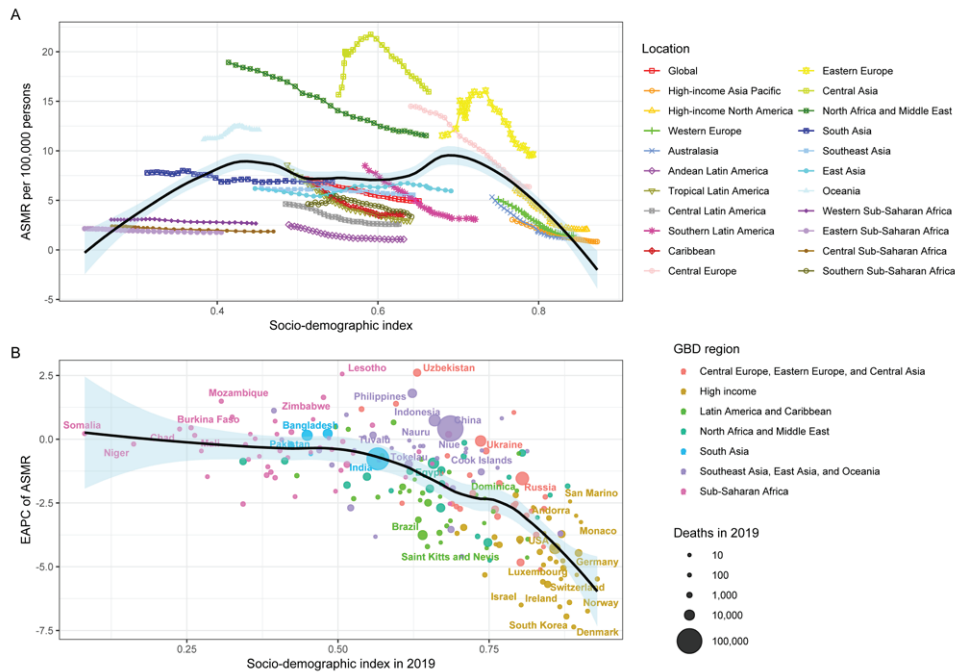 A
ASMR per 100,000 persons
20
15
10
5
0
-5
0.4
0.6
0.8
Socio-demographic index
Location
Global
High-income Asia Pacific
High-income North America
Western Europe
Australasia
Andean Latin America
Tropical Latin America
Central Latin America
Southern Latin America
Caribbean
Central Europe
Eastern Europe
Central Asia
North Africa and Middle East
South Asia
Southeast Asia
East Asia
Oceania
Western Sub-Saharan Africa
Eastern Sub-Saharan Africa
Central Sub-Saharan Africa
Southern Sub-Saharan Africa
B
EAPC of ASMR
2.5
0.0
-2.5
-5.0
-7.5
Lesotho
Uzbekistan
Mozambique
Philippines
Zimbabwe
Indonesia
China
Burkina Faso
Somalia
Bangladesh
Nauru
Chad
Mali
Pakistan
Tuvalu
Niue
Ukraine
Niger
Tokelau
India
Egypt
Cook Islands
Dominica
Russia
San Marino
Andorra
Brazil
Monaco
USA
Saint Kitts and Nevis
Germany
Luxembourg
Switzerland
Israel
Ireland
Norway
South Korea
Denmark
0.25
0.50
0.75
Socio-demographic index in 2019
GBD region
Central Europe, Eastern Europe, and Central Asia
High income
Latin America and Caribbean
North Africa and Middle East
South Asia
Southeast Asia, East Asia, and Oceania
Sub-Saharan Africa
Deaths in 2019
10
100
1,000
10,000
100,000